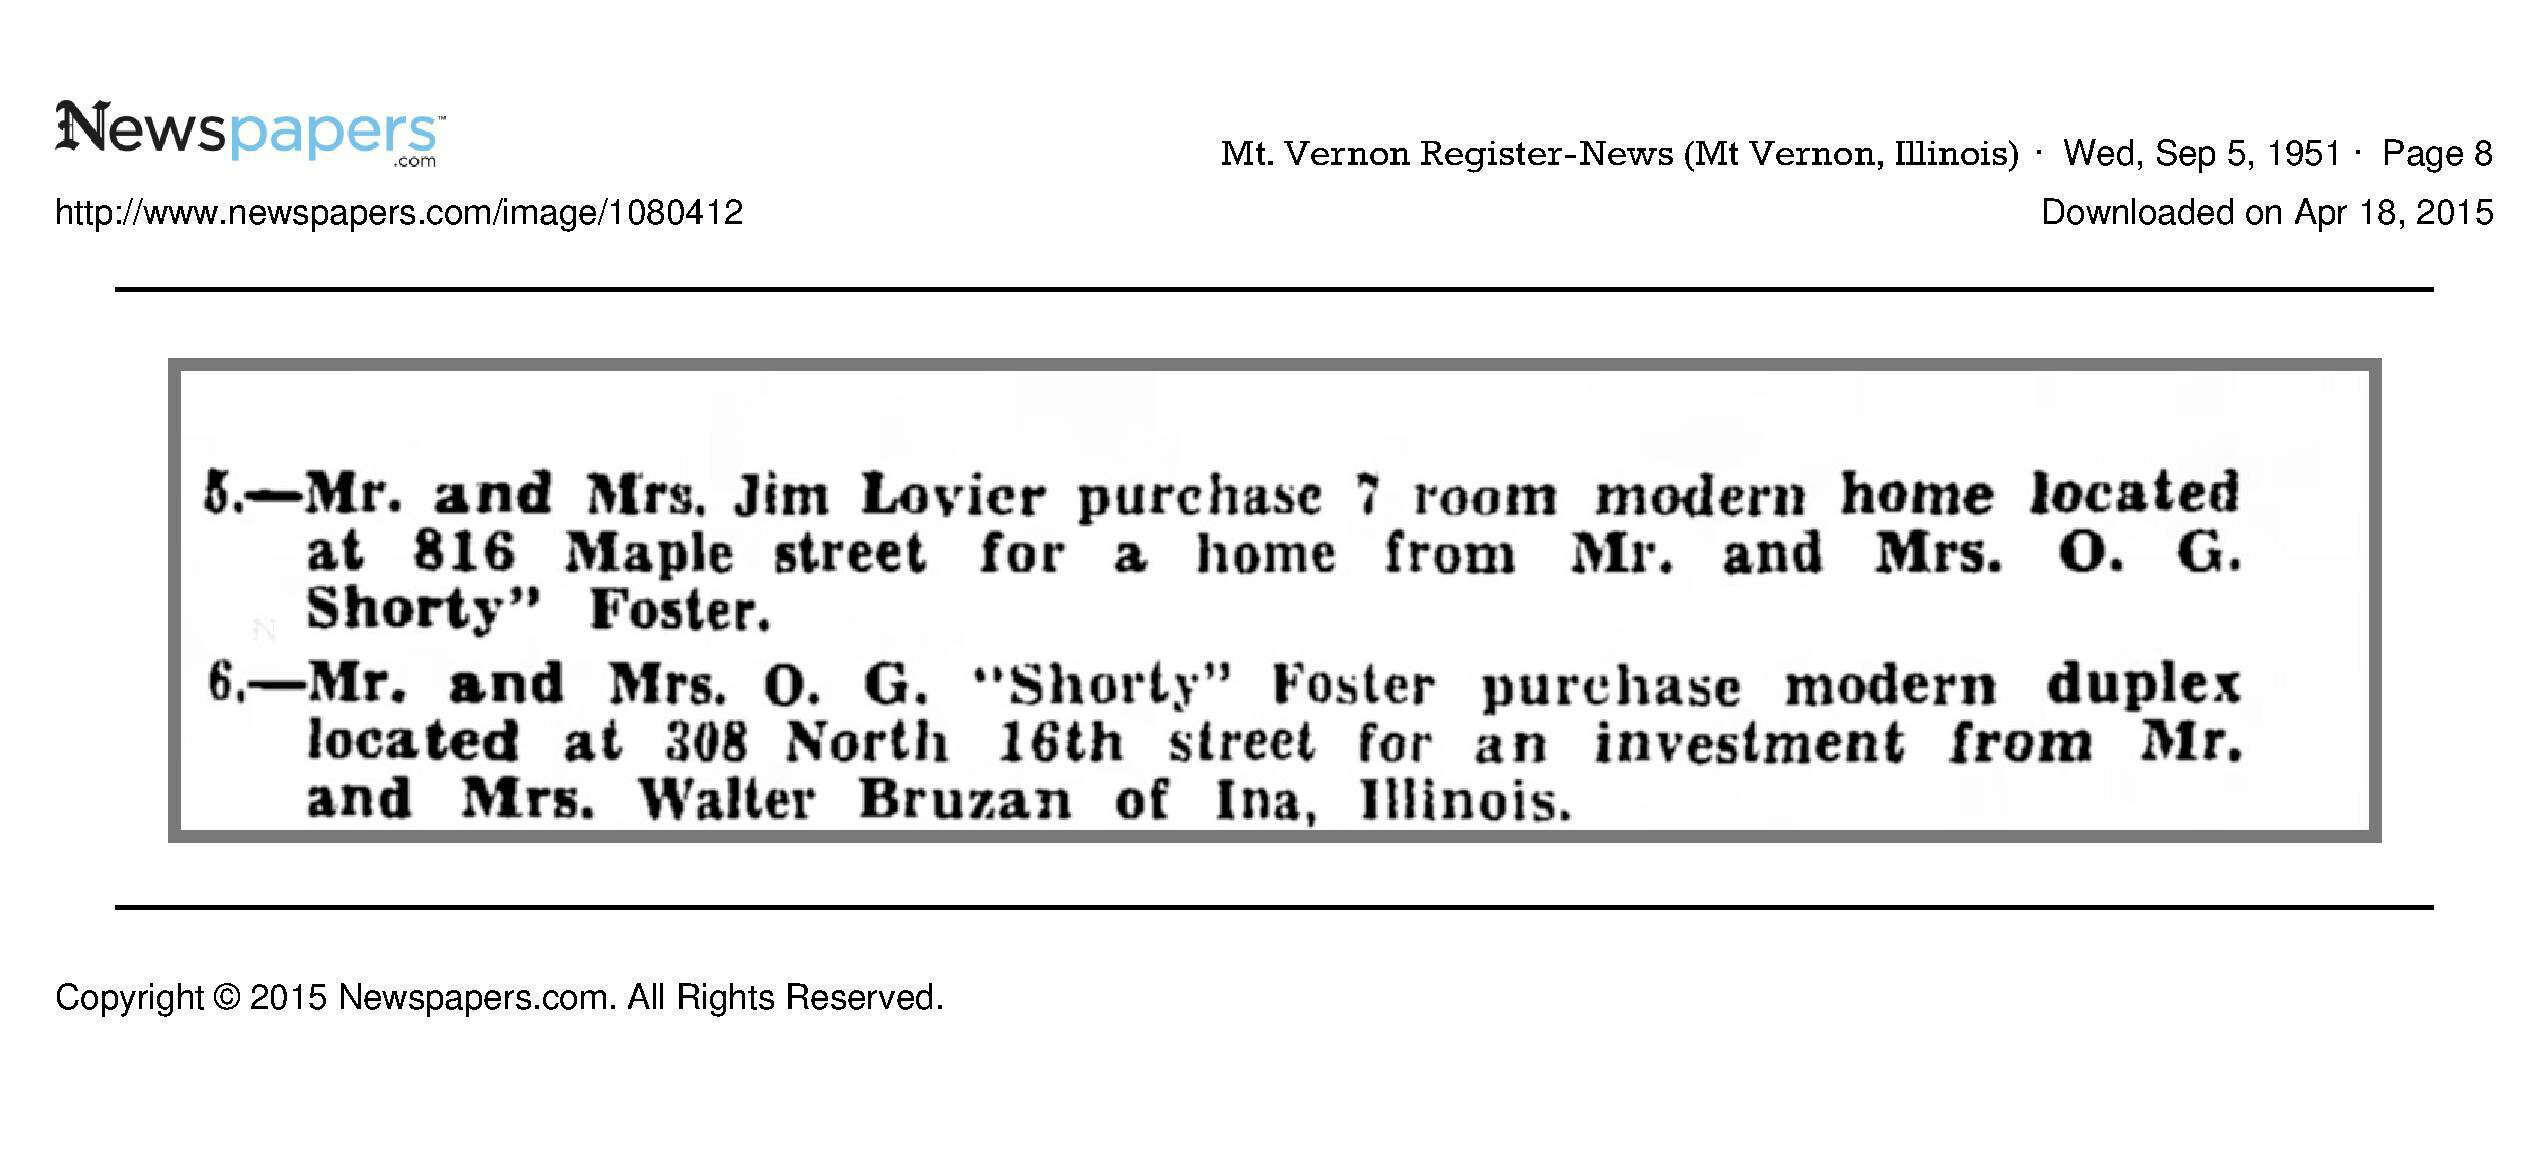 Newspapers™
.com
Mt. Vernon Register-News (Mt Vernon, Illinois) · Wed, Sep 5, 1951 · Page 8
http://www.newspapers.com/image/1080412
Downloaded on Apr 18, 2015
5.—Mr. and Mrs. Jim Lovier purchase 7 room modern home located
at 816 Maple street for a home from Mr. and Mrs. O. G.
Shorty” Foster.
6.—Mr. and Mrs. O. G. “Shorty” Foster purchase modern duplex
located at 308 North 16th street for an investment from Mr.
and Mrs. Walter Bruzan of Ina, Illinois.
Copyright © 2015 Newspapers.com. All Rights Reserved.